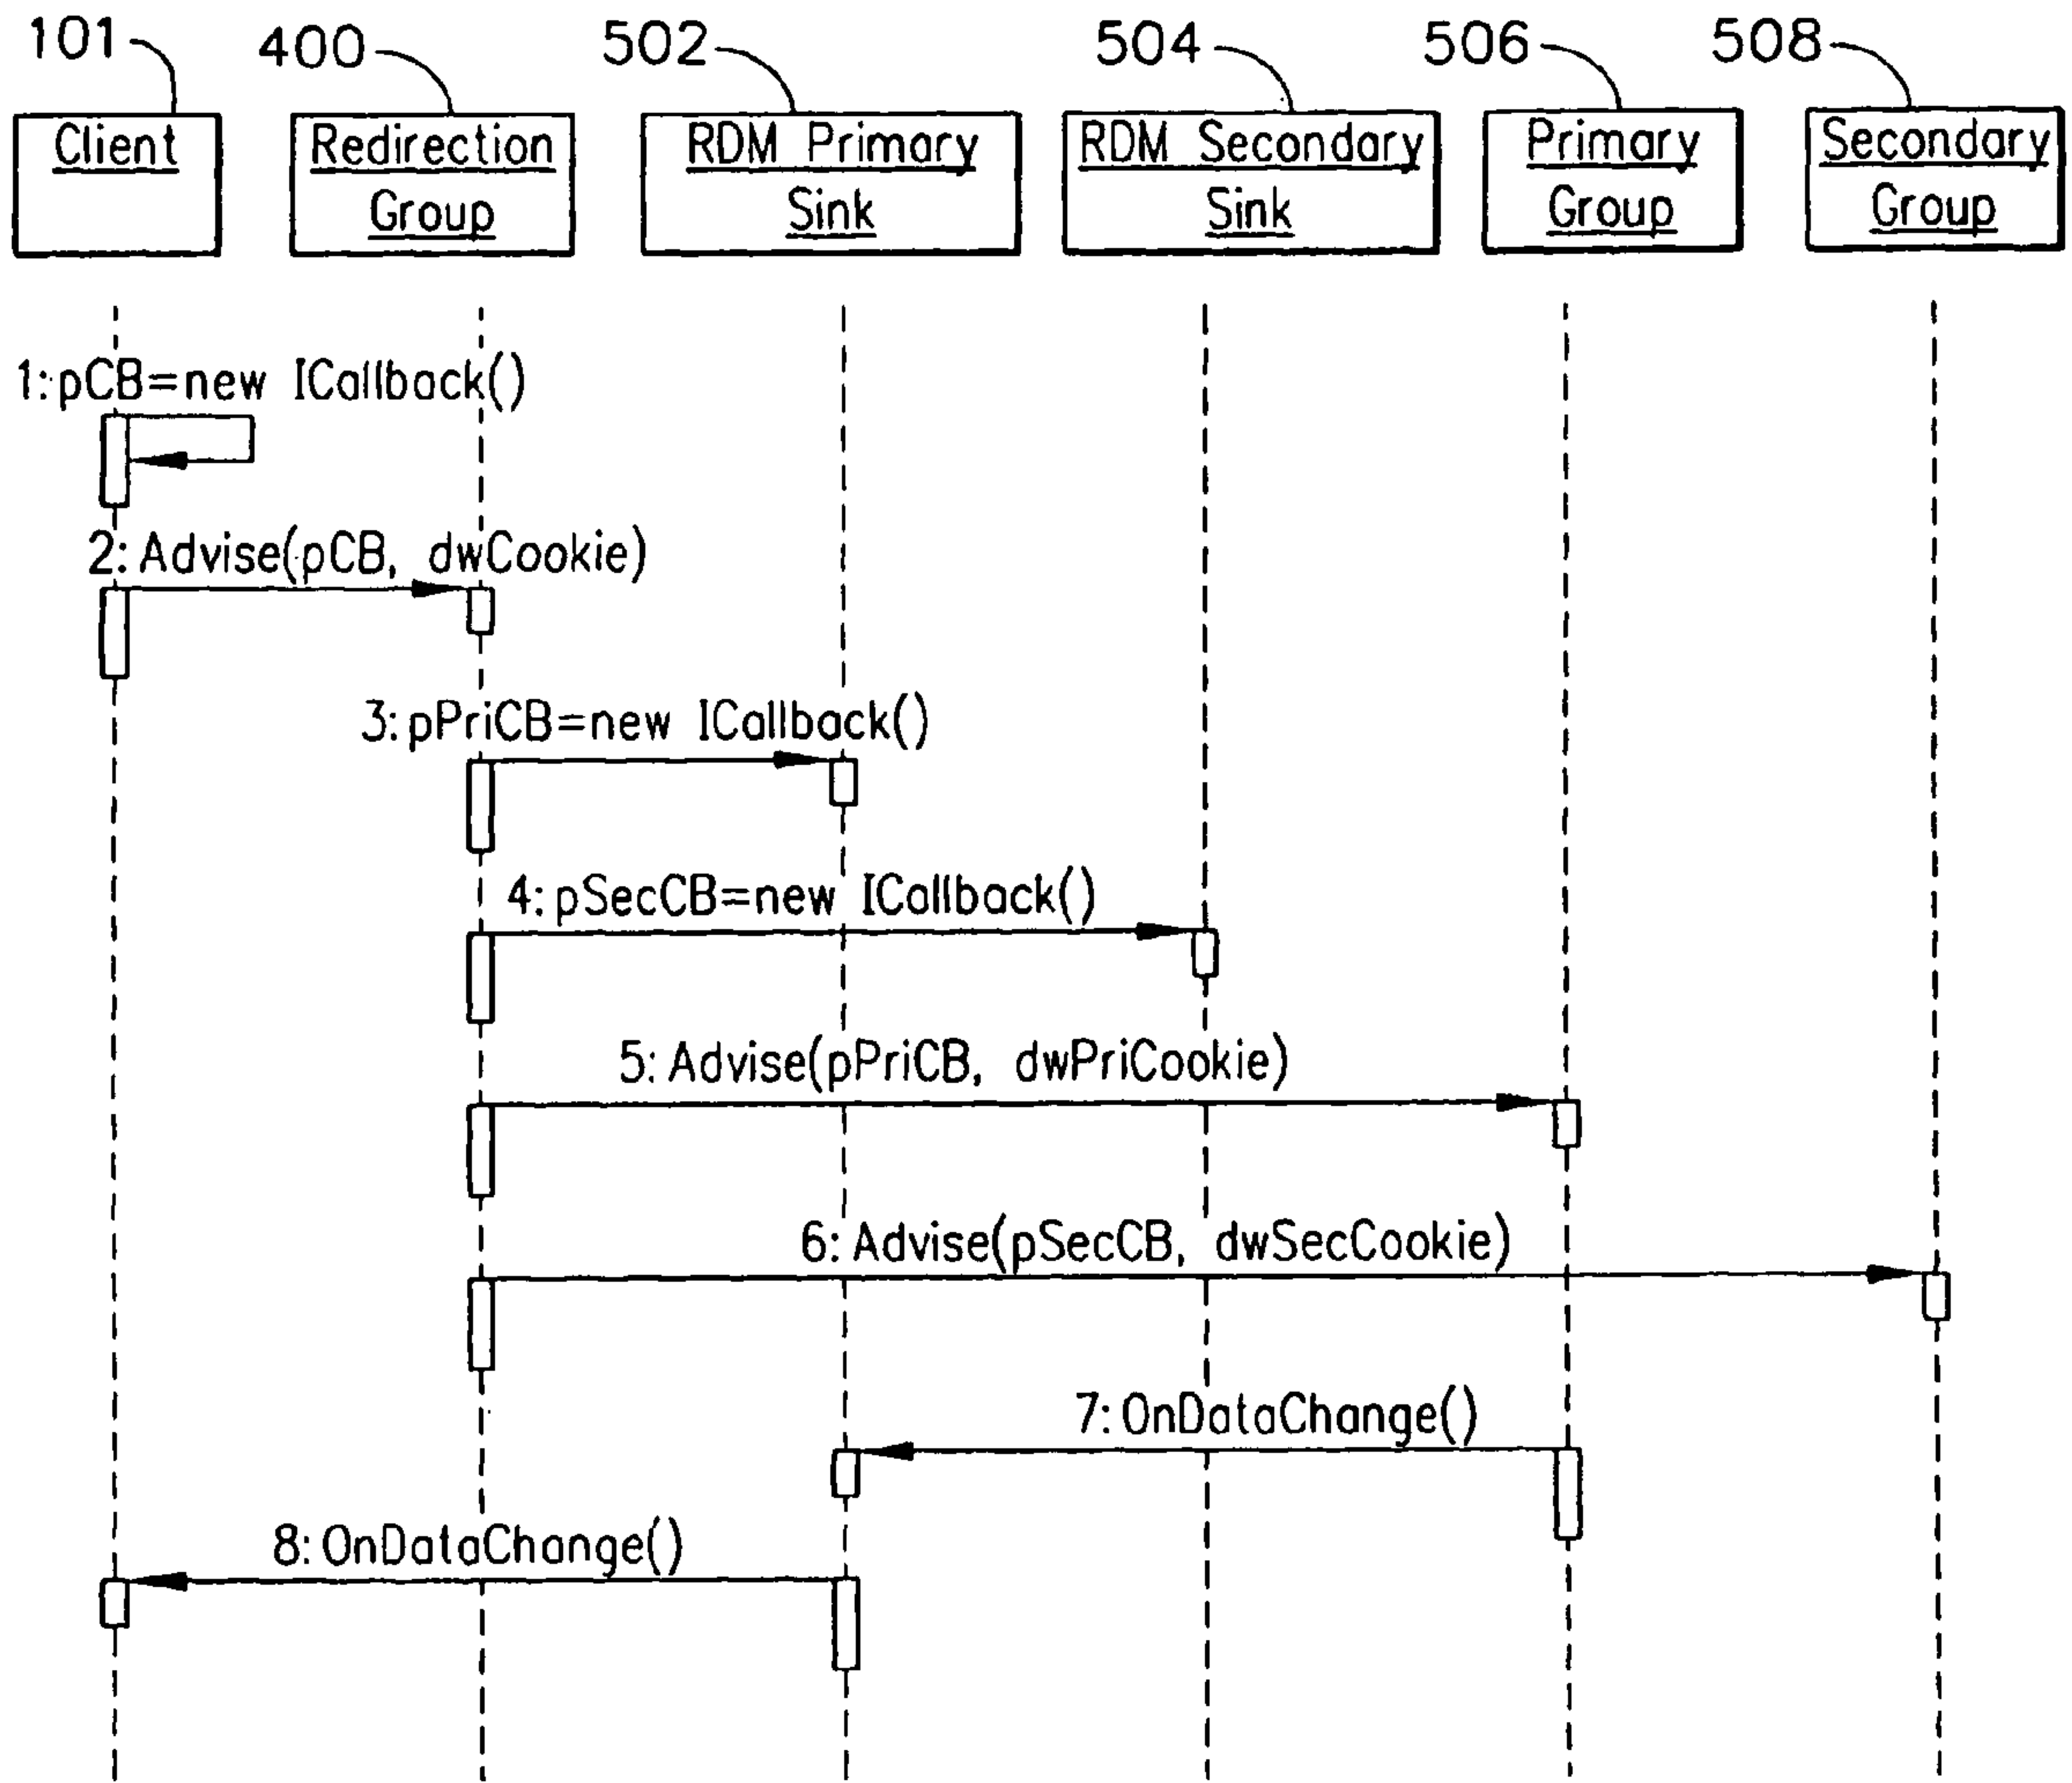 101 400 502 504 506 508
Client Redirection RDM Primary RDM Secondary Primary Secondary
Group Sink Sink Group Group
1: pCB=new ICallback()
2: Advise(pCB, dwCookie)
3: pPriCB=new ICallback()
4: pSecCB=new ICallback()
5: Advise(pPriCB, dwPriCookie)
6: Advise(pSecCB, dwSecCookie)
7: OnDataChange()
8: OnDataChange()